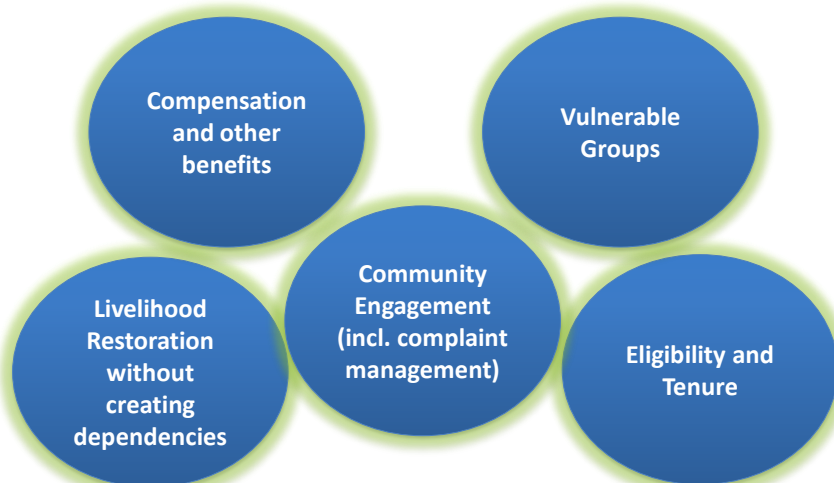 Compensation
and other
benefits
Vulnerable
Groups
Community
Engagement
(incl. complaint
management)
Livelihood
Restoration
without
creating
dependencies
Eligibility and
Tenure